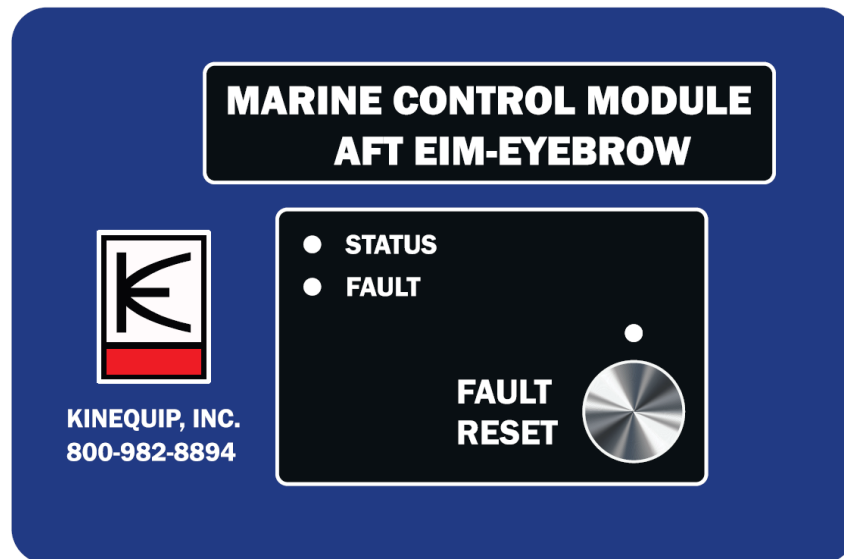 MARINE CONTROL MODULE
AFT EIM-EYEBROW
STATUS
FAULT
FAULT
RESET
KINEQUIP, INC.
800-982-8894